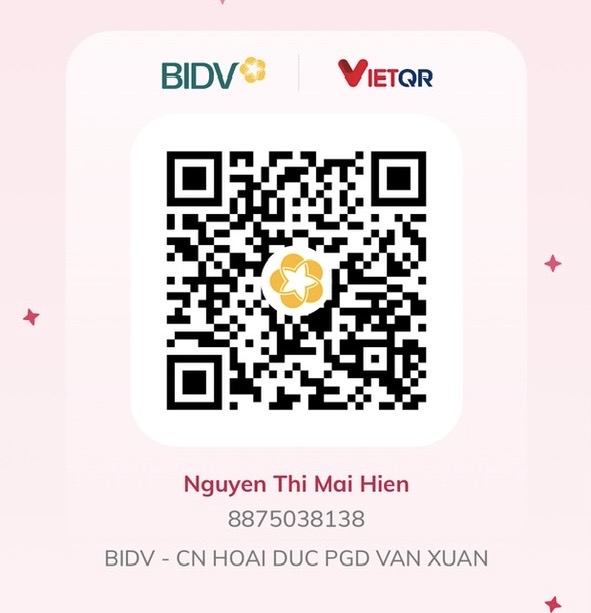 BIDV VIETQR
Nguyen Thi Mai Hien
8875038138
BIDV - CN HOAI DUC PGD VAN XUAN